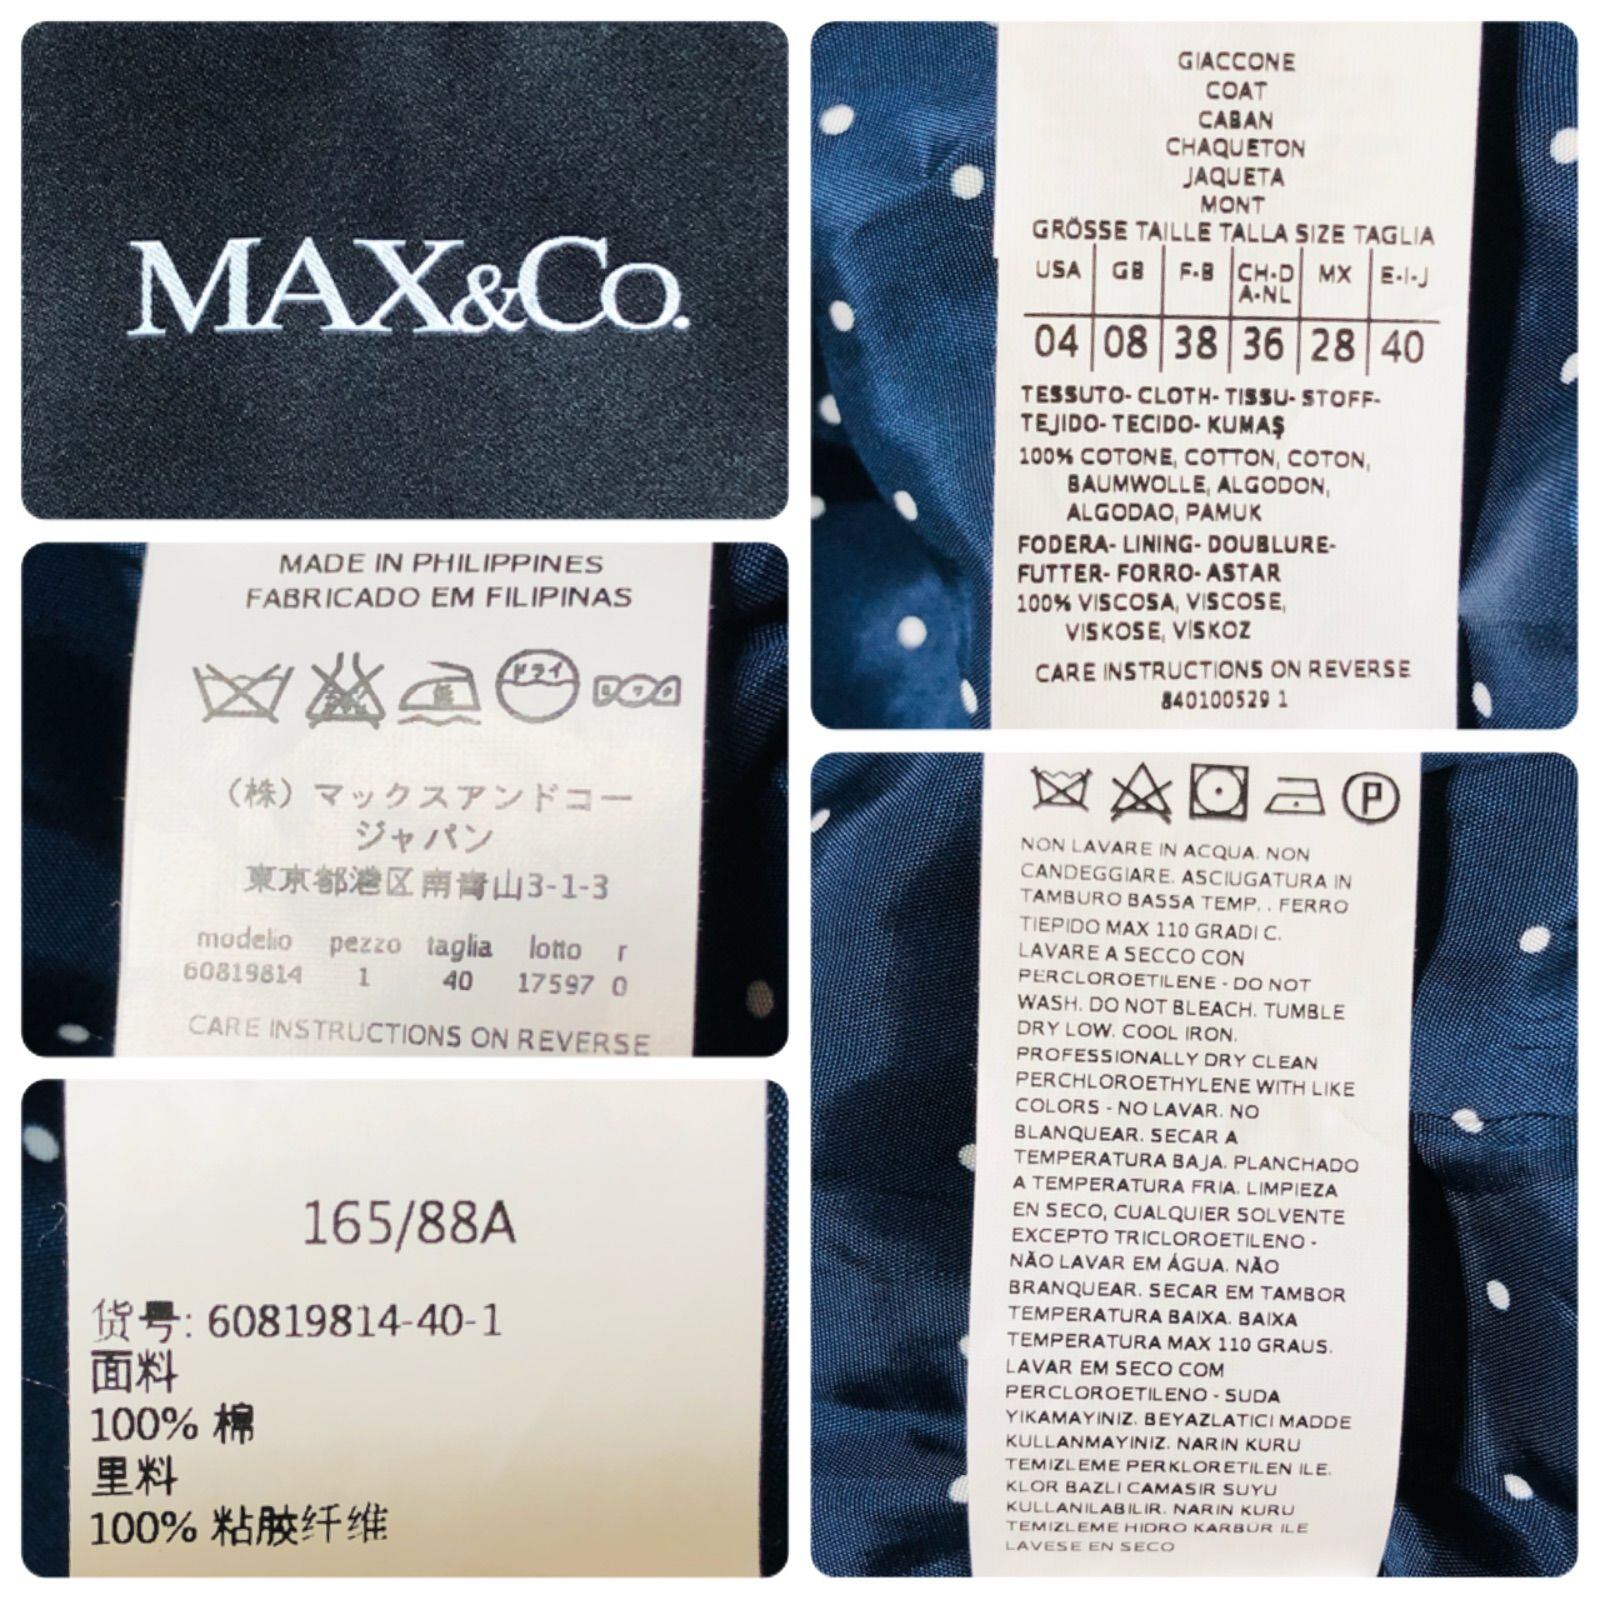 MAX&Co.
MADE IN PHILIPPINES
FABRICADO EM FILIPINAS
ドライ
(株) マックスアンドコー
ジャパン
東京都港区南青山3-1-3
modello pezzo taglia lotto r
60819814 1 40 17597 0
CARE INSTRUCTIONS ON REVERSE
165/88A
货号: 60819814-40-1
面料
100% 棉
里料
100% 粘胶纤维
GIACCONE
COAT
CABAN
CHAQUETON
JAQUETA
MONT
GRÖSSE TAILLE TALLA SIZE TAGLIA
USA GB F-B CH-D MX E-I-J
A-NL
04 08 38 36 28 40
TESSUTO- CLOTH- TISSU- STOFF-
TEJIDO- TECIDO- KUMAŞ
100% COTONE, COTTON, COTON,
BAUMWOLLE, ALGODON,
ALGODAO, PAMUK
FODERA- LINING- DOUBLURE-
FUTTER- FORRO- ASTAR
100% VISCOSA, VISCOSE,
VISKOSE, VISKOZ
CARE INSTRUCTIONS ON REVERSE
840100529 1
P
NON LAVARE IN ACQUA. NON
CANDEGGIARE. ASCIUGATURA IN
TAMBURO BASSA TEMP. . FERRO
TIEPIDO MAX 110 GRADI C.
LAVARE A SECCO CON
PERCLOROETILENE - DO NOT
WASH. DO NOT BLEACH. TUMBLE
DRY LOW. COOL IRON.
PROFESSIONALLY DRY CLEAN
PERCHLOROETHYLENE WITH LIKE
COLORS - NO LAVAR. NO
BLANQUEAR. SECAR A
TEMPERATURA BAJA. PLANCHADO
A TEMPERATURA FRIA. LIMPIEZA
EN SECO, CUALQUIER SOLVENTE
EXCEPTO TRICLOROETILENO -
NÃO LAVAR EM ÁGUA. NÃO
BRANQUEAR. SECAR EM TAMBOR
TEMPERATURA BAIXA. BAIXA
TEMPERATURA MAX 110 GRAUS.
LAVAR EM SECO COM
PERCLOROETILENO - SUDA
YIKAMAYINIZ. BEYAZLATICI MADDE
KULLANMAYINIZ. NARIN KURU
TEMIZLEME PERKLORETILEN ILE.
KLOR BAZLI CAMASIR SUYU
KULLANILABILIR. NARIN KURU
TEMIZLEME HIDRO KARBUR ILE
LAVESE EN SECO